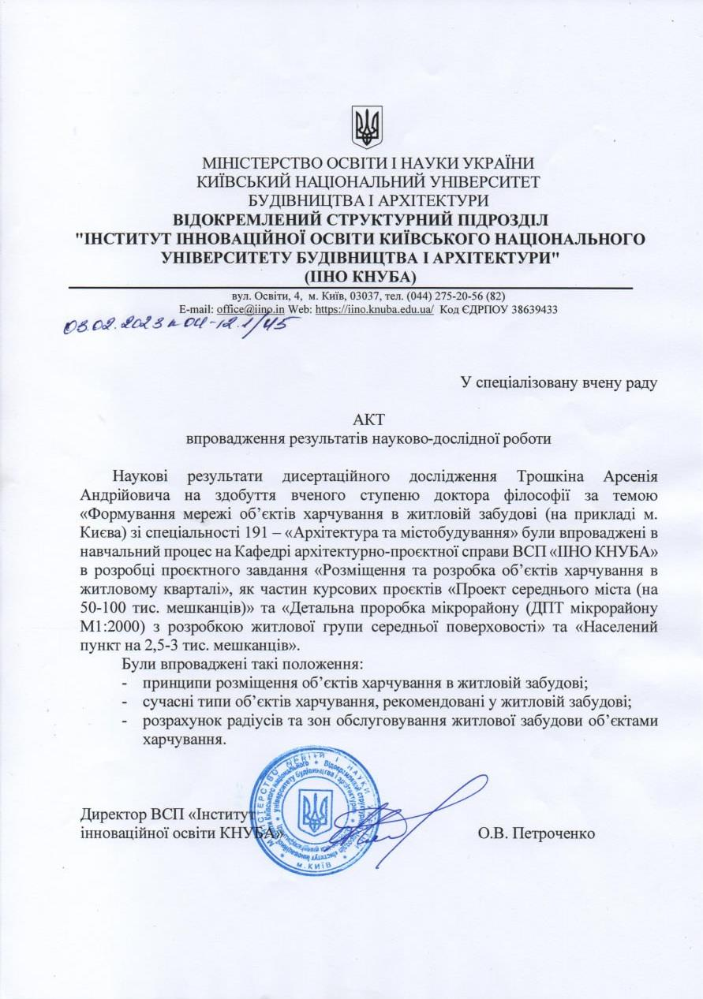 МІНІСТЕРСТВО ОСВІТИ І НАУКИ УКРАЇНИ
КИЇВСЬКИЙ НАЦІОНАЛЬНИЙ УНІВЕРСИТЕТ
БУДІВНИЦТВА І АРХІТЕКТУРИ
ВІДОКРЕМЛЕНИЙ СТРУКТУРНИЙ ПІДРОЗДІЛ
"ІНСТИТУТ ІННОВАЦІЙНОЇ ОСВІТИ КИЇВСЬКОГО НАЦІОНАЛЬНОГО
УНІВЕРСИТЕТУ БУДІВНИЦТВА І АРХІТЕКТУРИ"
(ІІНО КНУБА)
вул. Освіти, 4, м. Київ, 03037, тел. (044) 275-20-56 (82)
E-mail: office@iino.in Web: https://iino.knuba.edu.ua/ Код ЄДРПОУ 38639433
03.02.2023 № 04-12.1/45
У спеціалізовану вчену раду
АКТ
впровадження результатів науково-дослідної роботи
Наукові результати дисертаційного дослідження Трошкіна Арсенія
Андрійовича на здобуття вченого ступеню доктора філософії за темою
«Формування мережі об’єктів харчування в житловій забудові (на прикладі м.
Києва) зі спеціальності 191 – «Архітектура та містобудування» були впроваджені в
навчальний процес на Кафедрі архітектурно-проєктної справи ВСП «ІІНО КНУБА»
в розробці проєктного завдання «Розміщення та розробка об’єктів харчування в
житловому кварталі», як частин курсових проєктів «Проект середнього міста (на
50-100 тис. мешканців)» та «Детальна проробка мікрорайону (ДПТ мікрорайону
М1:2000) з розробкою житлової групи середньої поверховості» та «Населений
пункт на 2,5-3 тис. мешканців».
Були впроваджені такі положення:
- принципи розміщення об’єктів харчування в житловій забудові;
- сучасні типи об’єктів харчування, рекомендовані у житловій забудові;
- розрахунок радіусів та зон обслуговування житлової забудови об’єктами
харчування.
Директор ВСП «Інститут
інноваційної освіти КНУБА»
О.В. Петроченко
м. КИЇВ